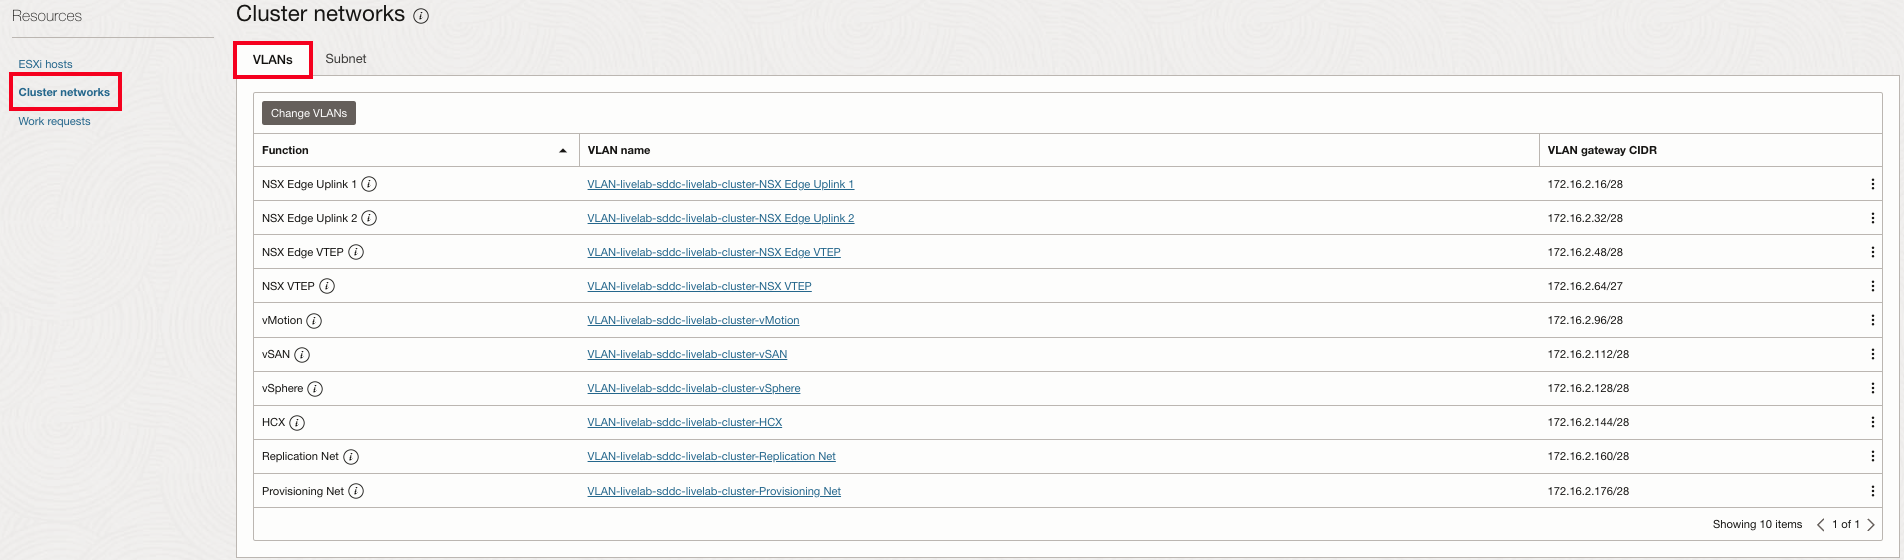 Resources
ESXi hosts
Cluster networks
Work requests
Cluster networks
VLANs Subnet
Change VLANs
Function VLAN name VLAN gateway CIDR
NSX Edge Uplink 1 VLAN-livelab-sddc-livelab-cluster-NSX Edge Uplink 1 172.16.2.16/28
NSX Edge Uplink 2 VLAN-livelab-sddc-livelab-cluster-NSX Edge Uplink 2 172.16.2.32/28
NSX Edge VTEP VLAN-livelab-sddc-livelab-cluster-NSX Edge VTEP 172.16.2.48/28
NSX VTEP VLAN-livelab-sddc-livelab-cluster-NSX VTEP 172.16.2.64/27
vMotion VLAN-livelab-sddc-livelab-cluster-vMotion 172.16.2.96/28
vSAN VLAN-livelab-sddc-livelab-cluster-vSAN 172.16.2.112/28
vSphere VLAN-livelab-sddc-livelab-cluster-vSphere 172.16.2.128/28
HCX VLAN-livelab-sddc-livelab-cluster-HCX 172.16.2.144/28
Replication Net VLAN-livelab-sddc-livelab-cluster-Replication Net 172.16.2.160/28
Provisioning Net VLAN-livelab-sddc-livelab-cluster-Provisioning Net 172.16.2.176/28
Showing 10 items 1 of 1